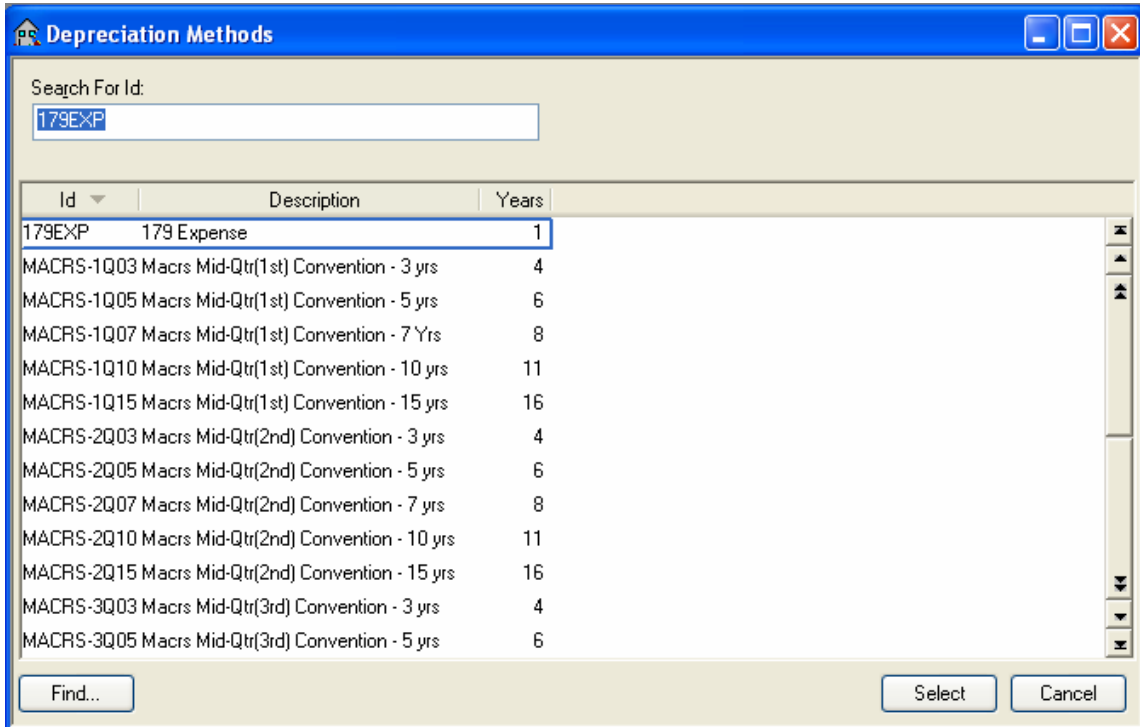 Depreciation Methods
Search For Id:
179EXP
Id Description Years
179EXP 179 Expense 1
MACRS-1Q03 Macrs Mid-Qtr(1st) Convention - 3 yrs 4
MACRS-1Q05 Macrs Mid-Qtr(1st) Convention - 5 yrs 6
MACRS-1Q07 Macrs Mid-Qtr(1st) Convention - 7 Yrs 8
MACRS-1Q10 Macrs Mid-Qtr(1st) Convention - 10 yrs 11
MACRS-1Q15 Macrs Mid-Qtr(1st) Convention - 15 yrs 16
MACRS-2Q03 Macrs Mid-Qtr(2nd) Convention - 3 yrs 4
MACRS-2Q05 Macrs Mid-Qtr(2nd) Convention - 5 yrs 6
MACRS-2Q07 Macrs Mid-Qtr(2nd) Convention - 7 yrs 8
MACRS-2Q10 Macrs Mid-Qtr(2nd) Convention - 10 yrs 11
MACRS-2Q15 Macrs Mid-Qtr(2nd) Convention - 15 yrs 16
MACRS-3Q03 Macrs Mid-Qtr(3rd) Convention - 3 yrs 4
MACRS-3Q05 Macrs Mid-Qtr(3rd) Convention - 5 yrs 6
Find... Select Cancel